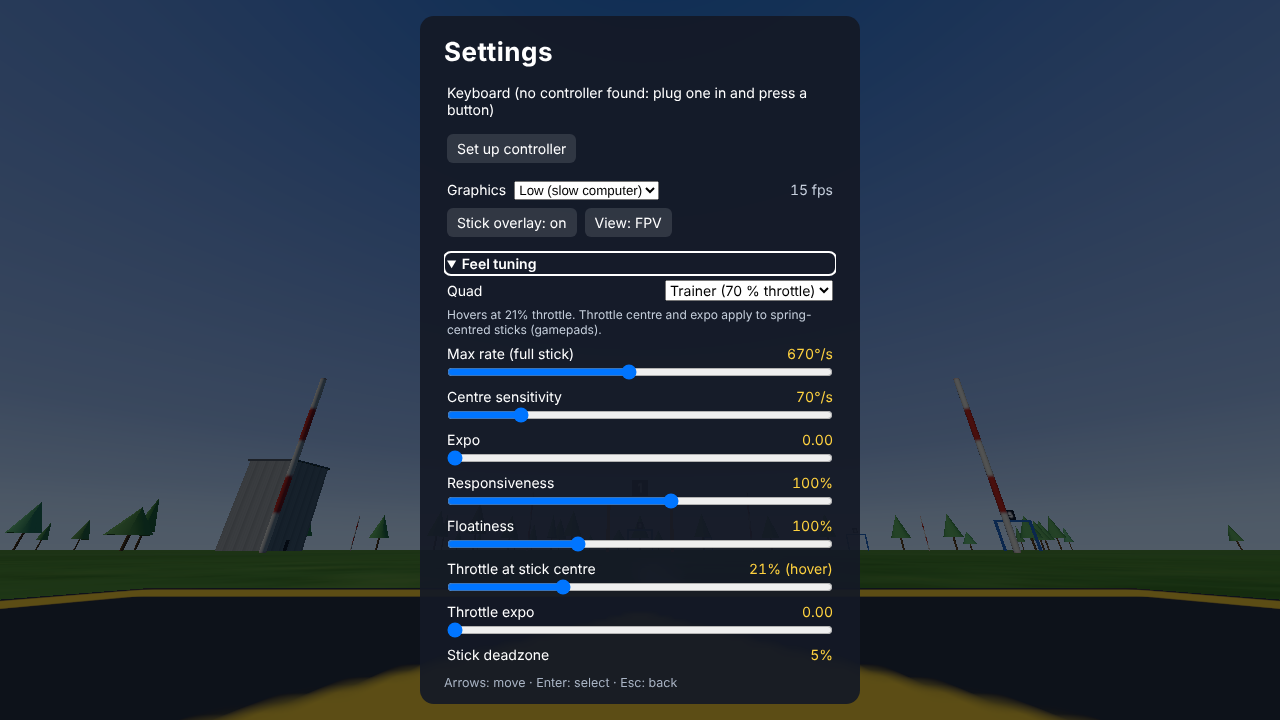 Settings
Keyboard (no controller found: plug one in and press a
button)
Set up controller
Graphics Low (slow computer) 15 fps
Stick overlay: on View: FPV
▼ Feel tuning
Quad Trainer (70 % throttle)
Hovers at 21% throttle. Throttle centre and expo apply to spring-
centred sticks (gamepads).
Max rate (full stick) 670°/s
Centre sensitivity 70°/s
Expo 0.00
Responsiveness 100%
Floatiness 100%
Throttle at stick centre 21% (hover)
Throttle expo 0.00
Stick deadzone 5%
Arrows: move · Enter: select · Esc: back